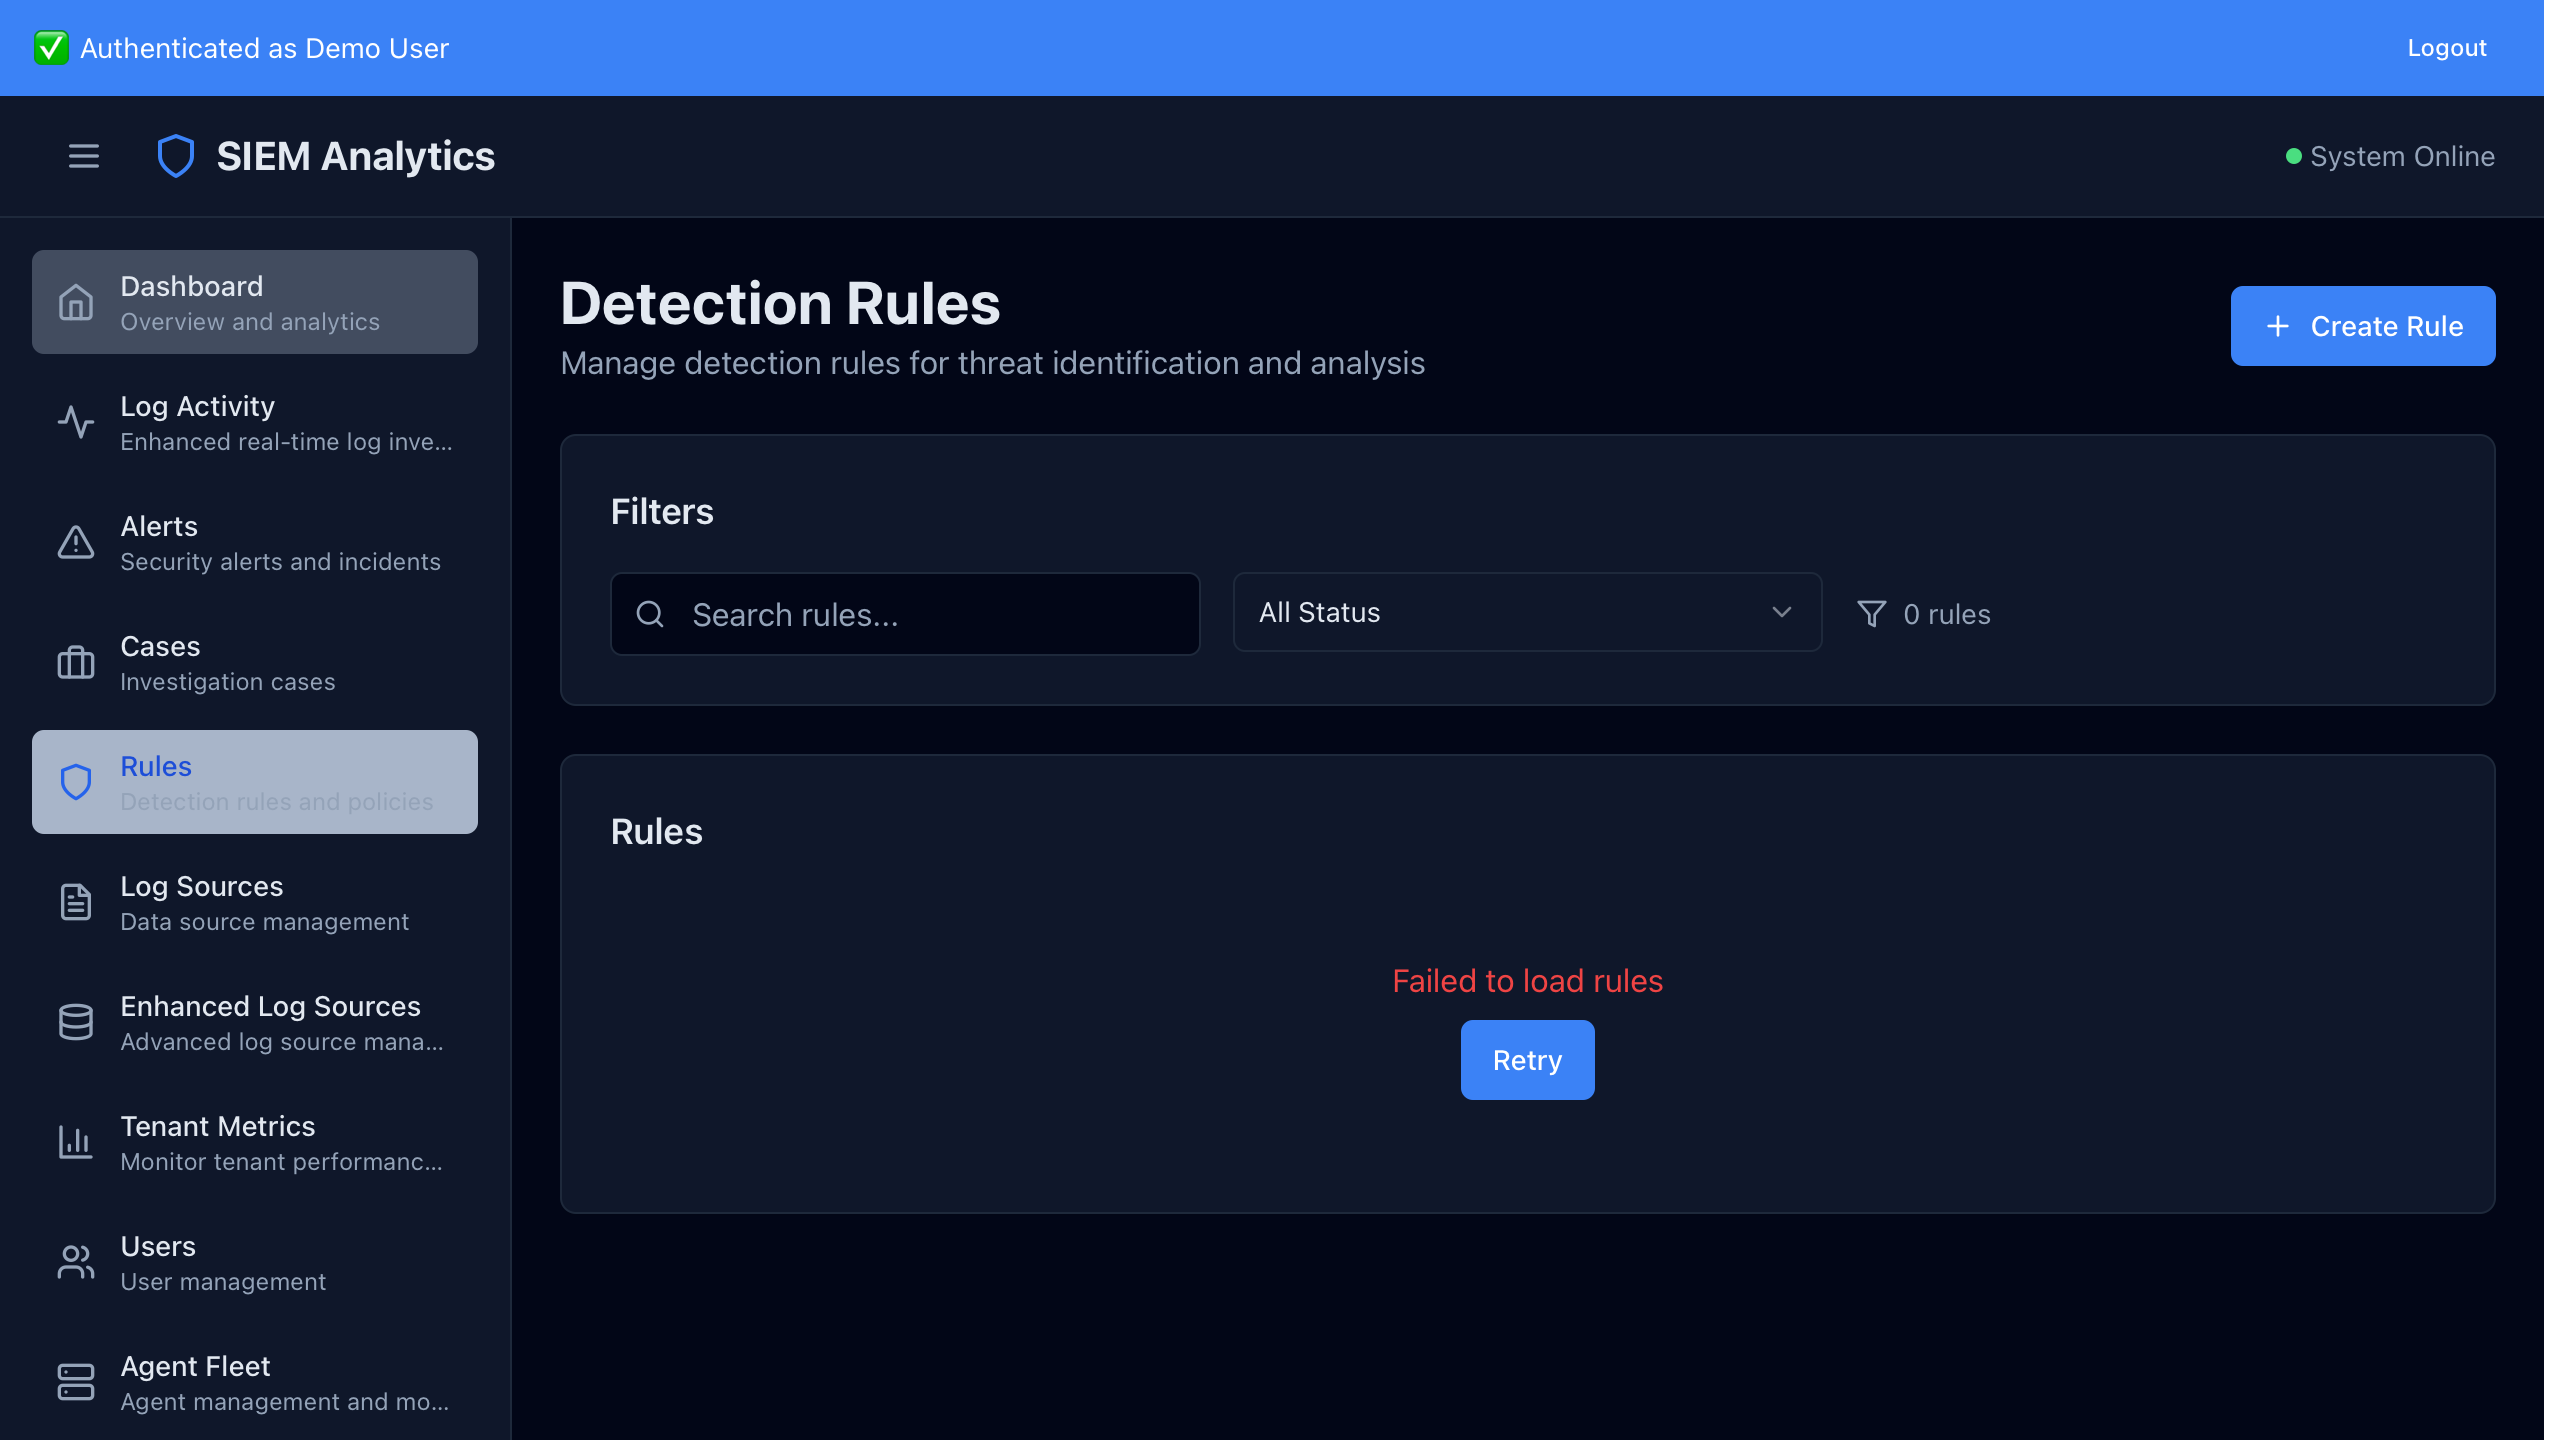 ✅ Authenticated as Demo User
Logout
SIEM Analytics
System Online
Dashboard
Overview and analytics
Log Activity
Enhanced real-time log inve...
Alerts
Security alerts and incidents
Cases
Investigation cases
Rules
Detection rules and policies
Log Sources
Data source management
Enhanced Log Sources
Advanced log source mana...
Tenant Metrics
Monitor tenant performanc...
Users
User management
Agent Fleet
Agent management and mo...
Detection Rules
Manage detection rules for threat identification and analysis
Create Rule
Filters
Search rules...
All Status
0 rules
Rules
Failed to load rules
Retry